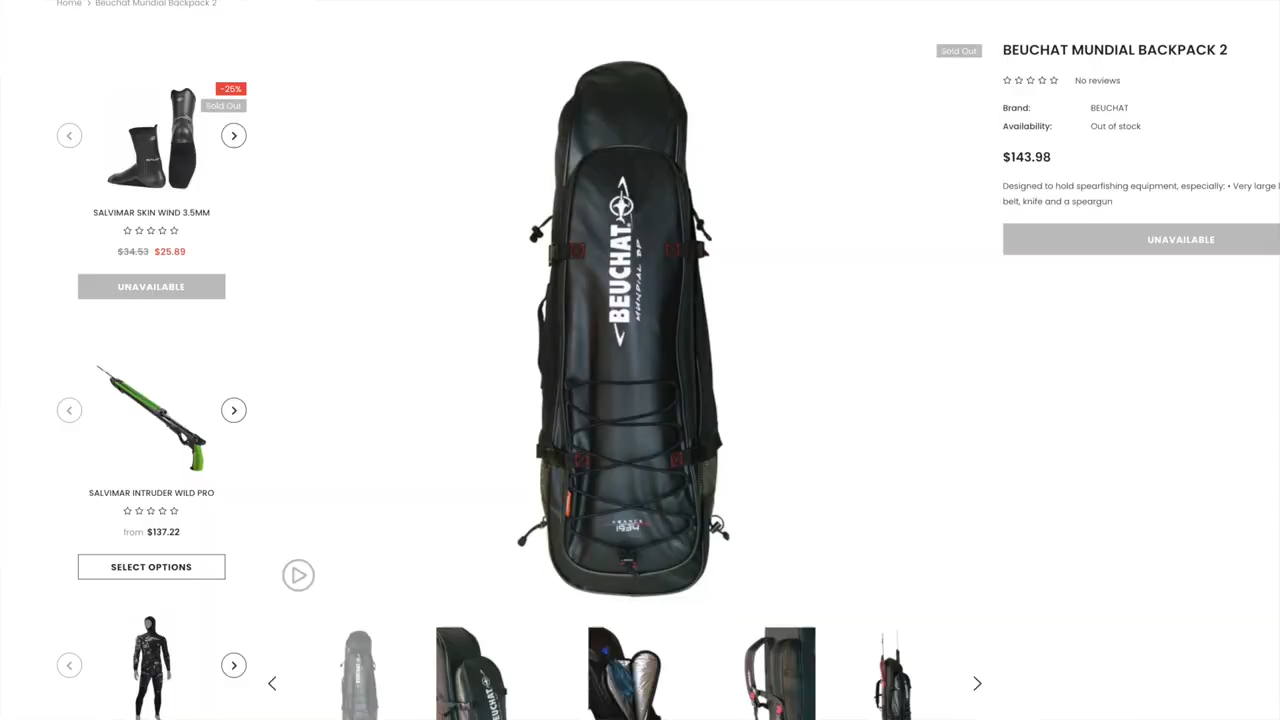 Home > Beuchat Mundial Backpack 2
-25%
Sold Out
SALVIMAR SKIN WIND 3.5MM
$34.53 $25.89
UNAVAILABLE
SALVIMAR INTRUDER WILD PRO
from $137.22
SELECT OPTIONS
BEUCHAT
MUNDIAL BP
FRANCE
1934
BEUCHAT
Sold Out
BEUCHAT MUNDIAL BACKPACK 2
No reviews
Brand: BEUCHAT
Availability: Out of stock
$143.98
Designed to hold spearfishing equipment, especially: • Very large
belt, knife and a speargun
UNAVAILABLE